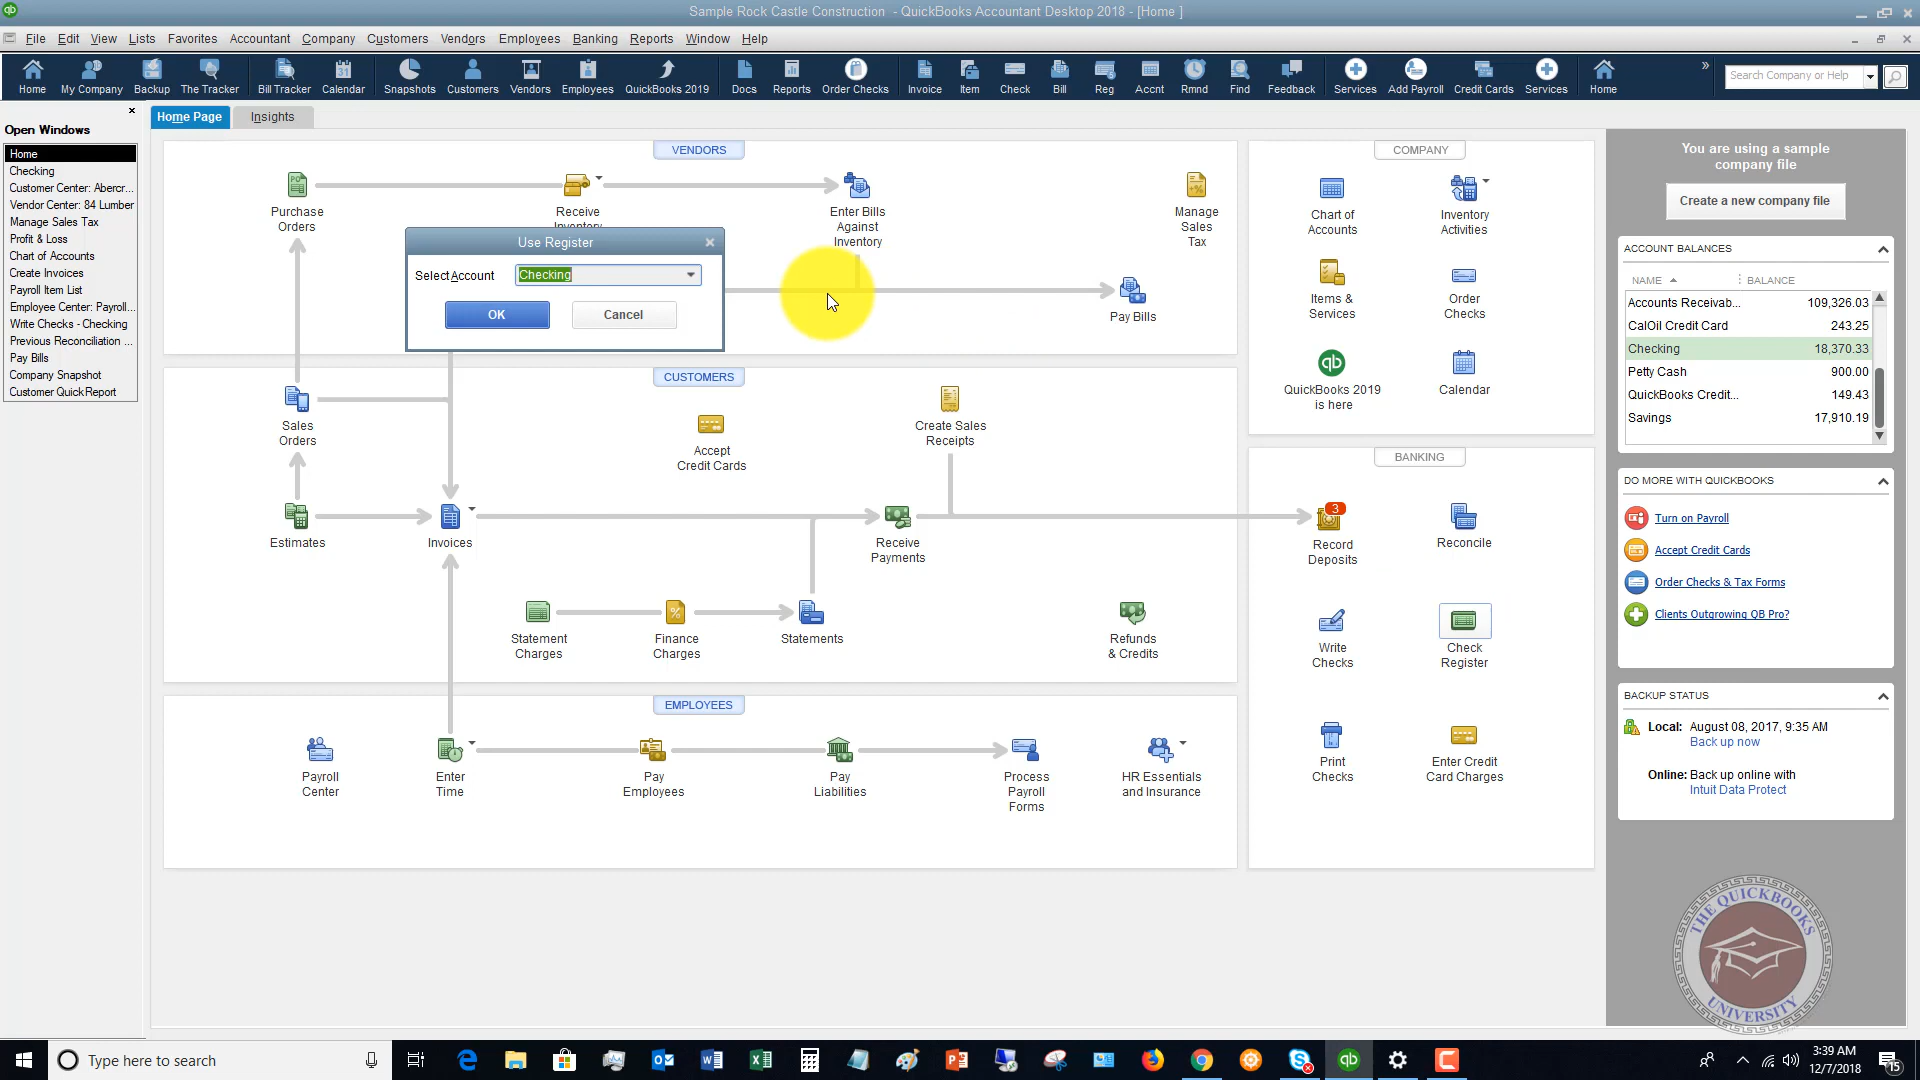 Sample Rock Castle Construction - QuickBooks Accountant Desktop 2018 - [Home ]
File Edit View Lists Favorites Accountant Company Customers Vendors Employees Banking Reports Window Help
Home My Company Backup The Tracker Bill Tracker Calendar Snapshots Customers Vendors Employees QuickBooks 2019 Docs Reports Order Checks Invoice Item Check Bill Reg Accnt Rmnd Find Feedback Services Add Payroll Credit Cards Services Home
Search Company or Help
Open Windows
Home
Checking
Customer Center: Abercr...
Vendor Center: 84 Lumber
Manage Sales Tax
Profit & Loss
Chart of Accounts
Create Invoices
Payroll Item List
Employee Center: Payroll...
Write Checks - Checking
Previous Reconciliation ...
Pay Bills
Company Snapshot
Customer QuickReport
Home Page
Insights
VENDORS
Purchase
Orders
Receive
Inventory
Enter Bills
Against
Inventory
Manage
Sales
Tax
Pay Bills
Use Register
Select Account
Checking
OK
Cancel
CUSTOMERS
Sales
Orders
Accept
Credit Cards
Create Sales
Receipts
Estimates
Invoices
Receive
Payments
Statement
Charges
Finance
Charges
Statements
Refunds
& Credits
EMPLOYEES
Payroll
Center
Enter
Time
Pay
Employees
Pay
Liabilities
Process
Payroll
Forms
HR Essentials
and Insurance
COMPANY
Chart of
Accounts
Inventory
Activities
Items &
Services
Order
Checks
qb
QuickBooks 2019
is here
Calendar
BANKING
3
Record
Deposits
Reconcile
Write
Checks
Check
Register
Print
Checks
Enter Credit
Card Charges
You are using a sample
company file
Create a new company file
ACCOUNT BALANCES
NAME BALANCE
Accounts Receivab... 109,326.03
CalOil Credit Card 243.25
Checking 18,370.33
Petty Cash 900.00
QuickBooks Credit... 149.43
Savings 17,910.19
DO MORE WITH QUICKBOOKS
Turn on Payroll
Accept Credit Cards
Order Checks & Tax Forms
Clients Outgrowing QB Pro?
BACKUP STATUS
Local: August 08, 2017, 9:35 AM
Back up now
Online: Back up online with
Intuit Data Protect
THE QUICKBOOKS
UNIVERSITY
Type here to search
3:39 AM
12/7/2018
15